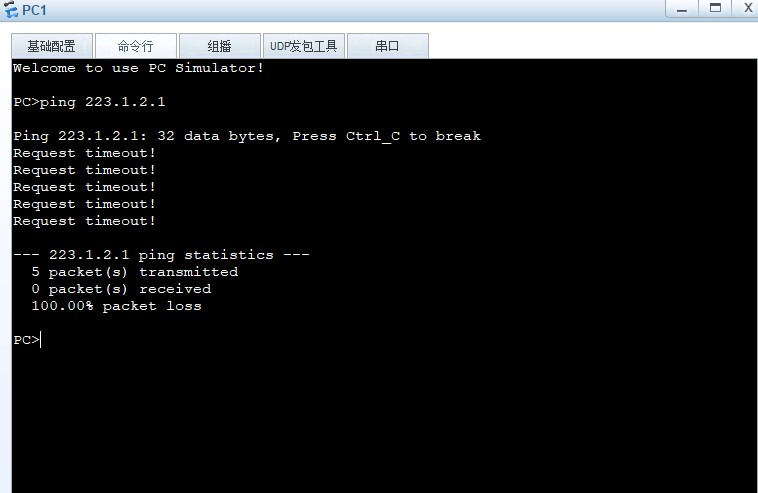 PC1
X
基础配置 命令行 组播 UDP发包工具 串口
Welcome to use PC Simulator!
PC>ping 223.1.2.1
Ping 223.1.2.1: 32 data bytes, Press Ctrl_C to break
Request timeout!
Request timeout!
Request timeout!
Request timeout!
Request timeout!
--- 223.1.2.1 ping statistics ---
5 packet(s) transmitted
0 packet(s) received
100.00% packet loss
PC>